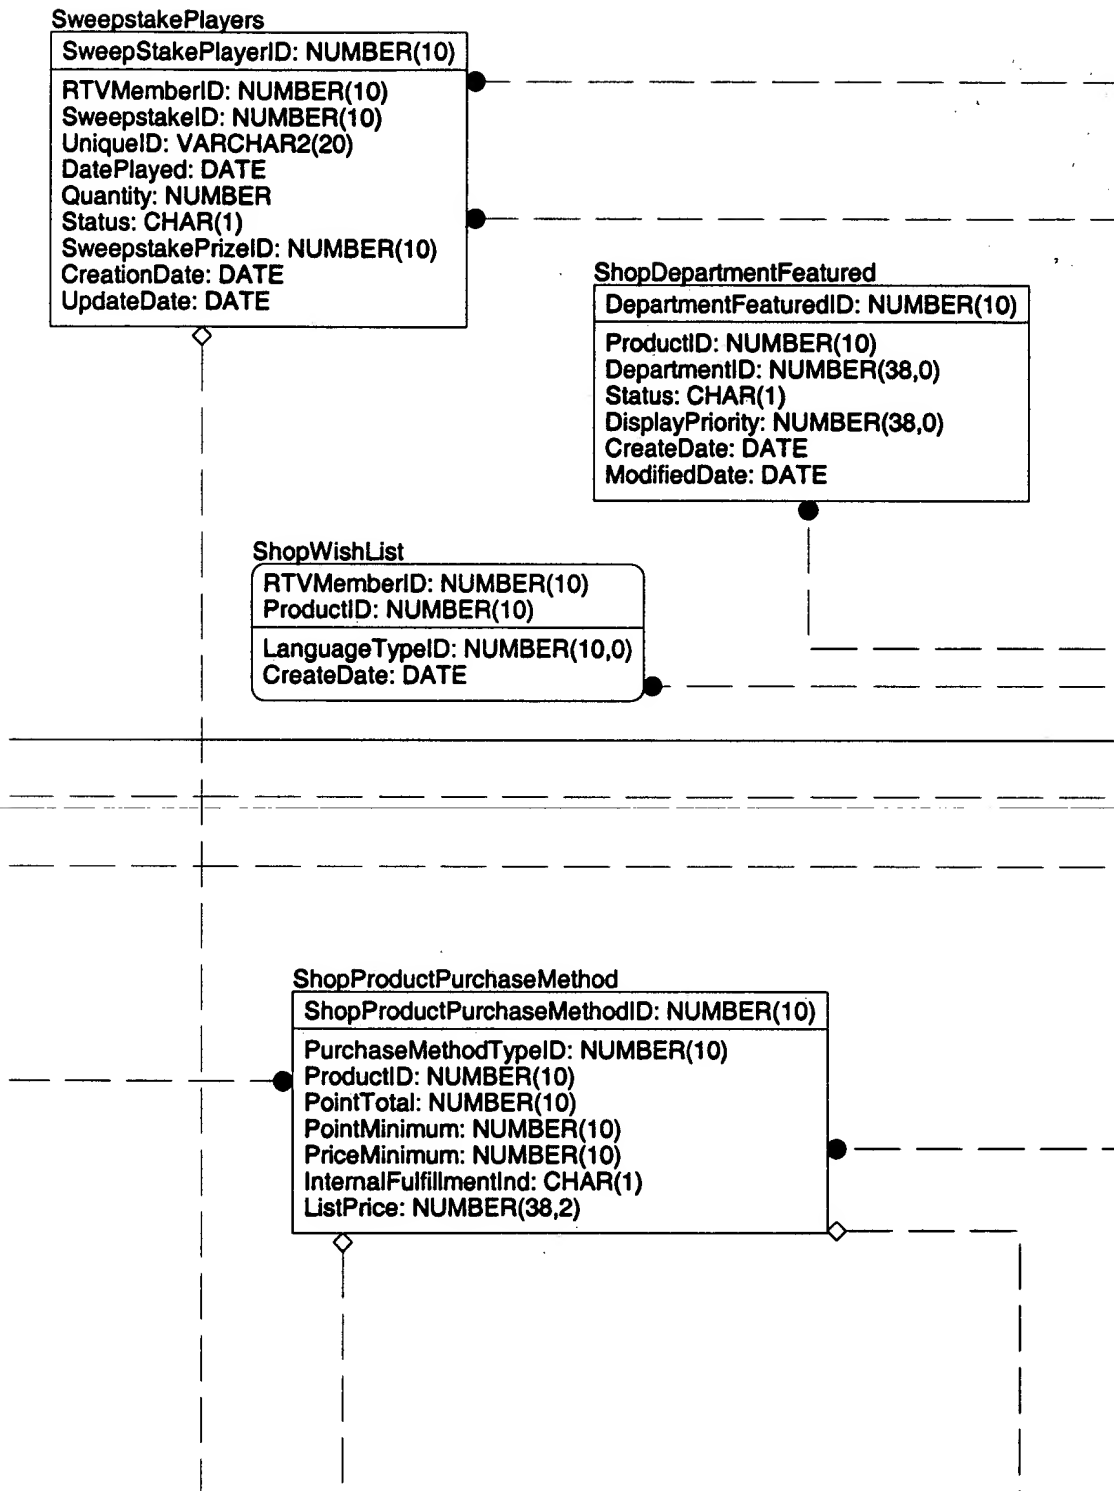 SweepstakePlayers
SweepStakePlayerID: NUMBER(10)
RTVMemberID: NUMBER(10)
SweepstakeID: NUMBER(10)
UniqueID: VARCHAR2(20)
DatePlayed: DATE
Quantity: NUMBER
Status: CHAR(1)
SweepstakePrizeID: NUMBER(10)
CreationDate: DATE
UpdateDate: DATE
ShopDepartmentFeatured
DepartmentFeaturedID: NUMBER(10)
ProductID: NUMBER(10)
DepartmentID: NUMBER(38,0)
Status: CHAR(1)
DisplayPriority: NUMBER(38,0)
CreateDate: DATE
ModifiedDate: DATE
ShopWishList
RTVMemberID: NUMBER(10)
ProductID: NUMBER(10)
LanguageTypeID: NUMBER(10,0)
CreateDate: DATE
ShopProductPurchaseMethod
ShopProductPurchaseMethodID: NUMBER(10)
PurchaseMethodTypeID: NUMBER(10)
ProductID: NUMBER(10)
PointTotal: NUMBER(10)
PointMinimum: NUMBER(10)
PriceMinimum: NUMBER(10)
InternalFulfillmentInd: CHAR(1)
ListPrice: NUMBER(38,2)